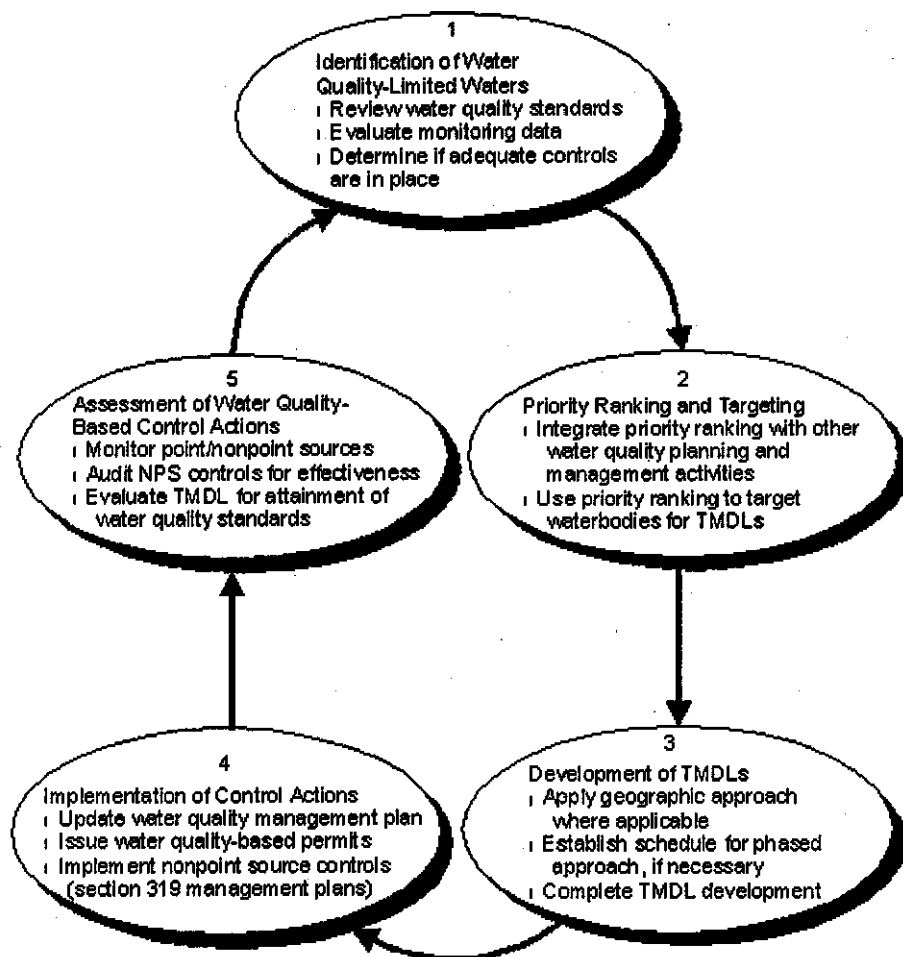 1
Identification of Water
Quality-Limited Waters
ı Review water quality standards
ı Evaluate monitoring data
ı Determine if adequate controls
are in place
2
Priority Ranking and Targeting
ı Integrate priority ranking with other
water quality planning and
management activities
ı Use priority ranking to target
waterbodies for TMDLs
3
Development of TMDLs
ı Apply geographic approach
where applicable
ı Establish schedule for phased
approach, if necessary
ı Complete TMDL development
4
Implementation of Control Actions
ı Update water quality management plan
ı Issue water quality-based permits
ı Implement nonpoint source controls
(section 319 management plans)
5
Assessment of Water Quality-
Based Control Actions
ı Monitor point/nonpoint sources
ı Audit NPS controls for effectiveness
ı Evaluate TMDL for attainment of
water quality standards